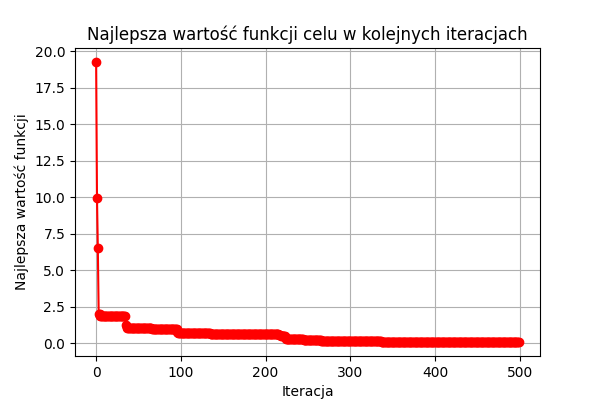 Najlepsza wartość funkcji celu w kolejnych iteracjach
Najlepsza wartość funkcji
20.0
17.5
15.0
12.5
10.0
7.5
5.0
2.5
0.0
0 100 200 300 400 500
Iteracja